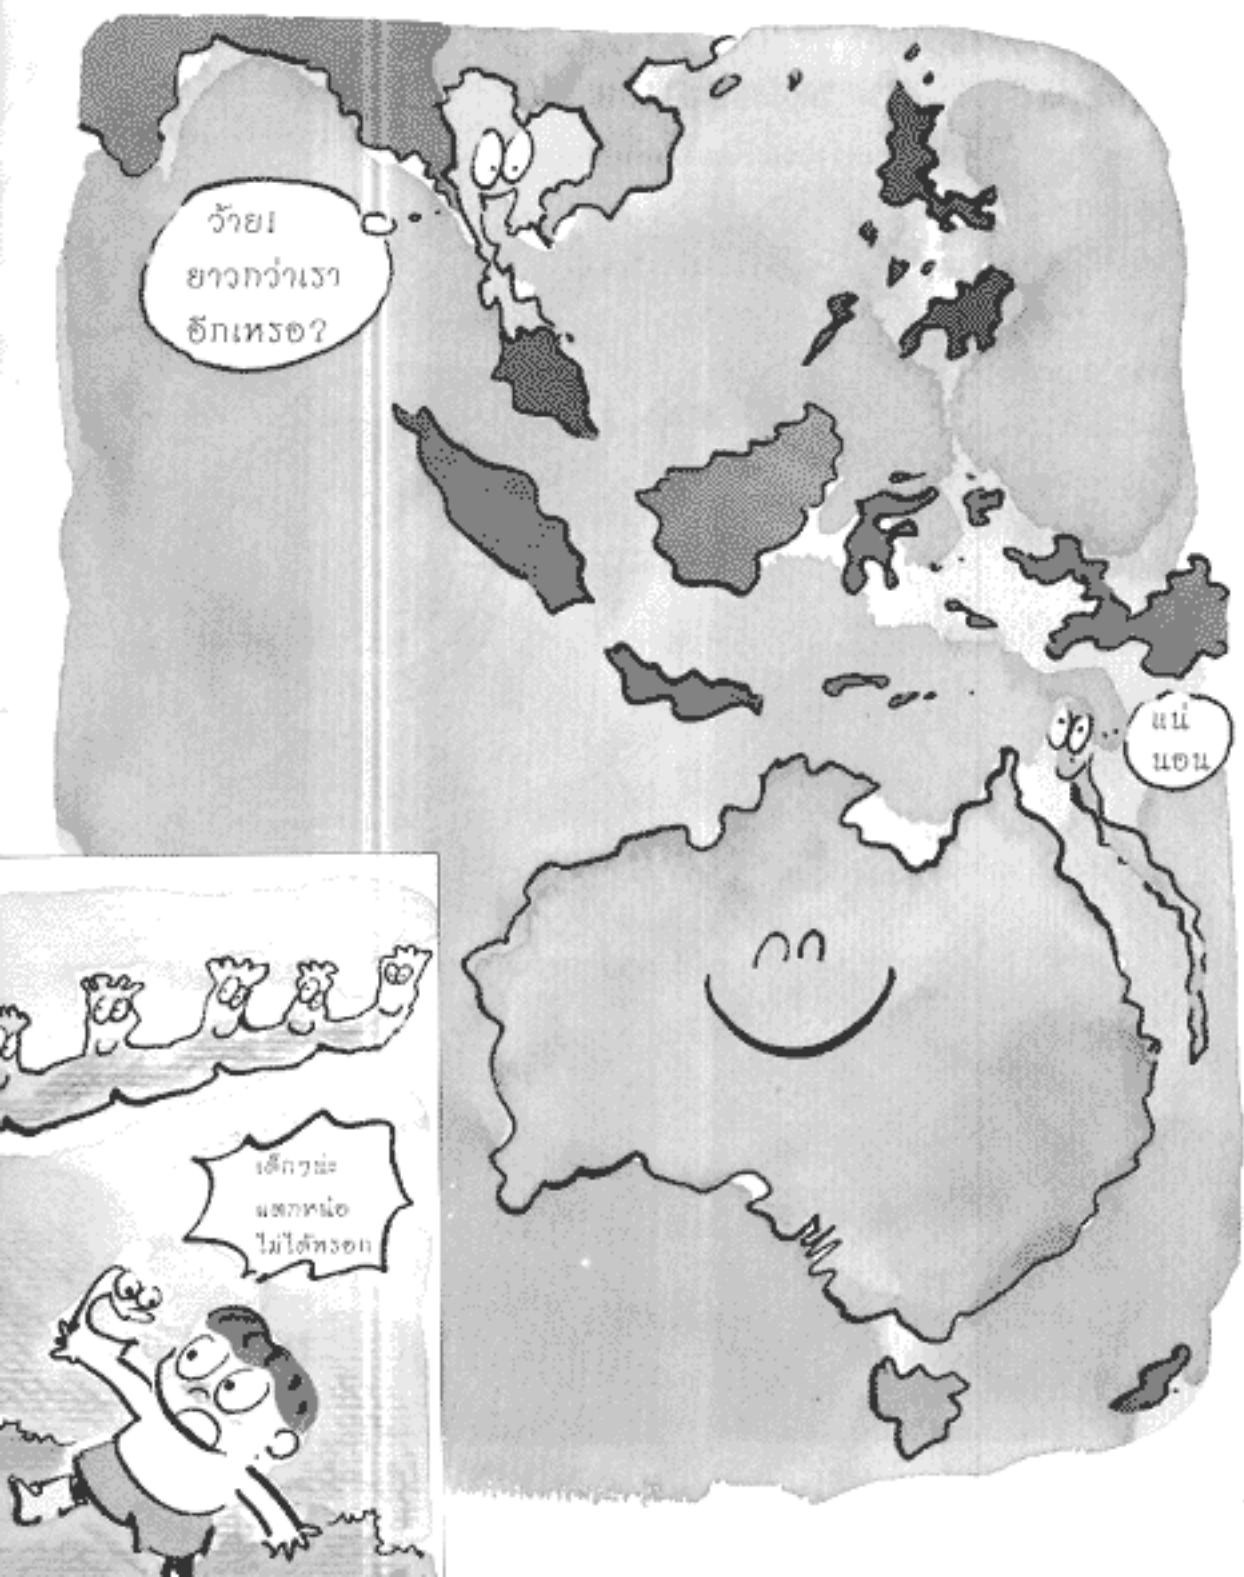 ว้าย!
ยาวกว่าเรา
อีกเหรอ?
แน่
นอน
เด็กๆน่ะ
แตกหน่อ
ไม่ได้หรอก